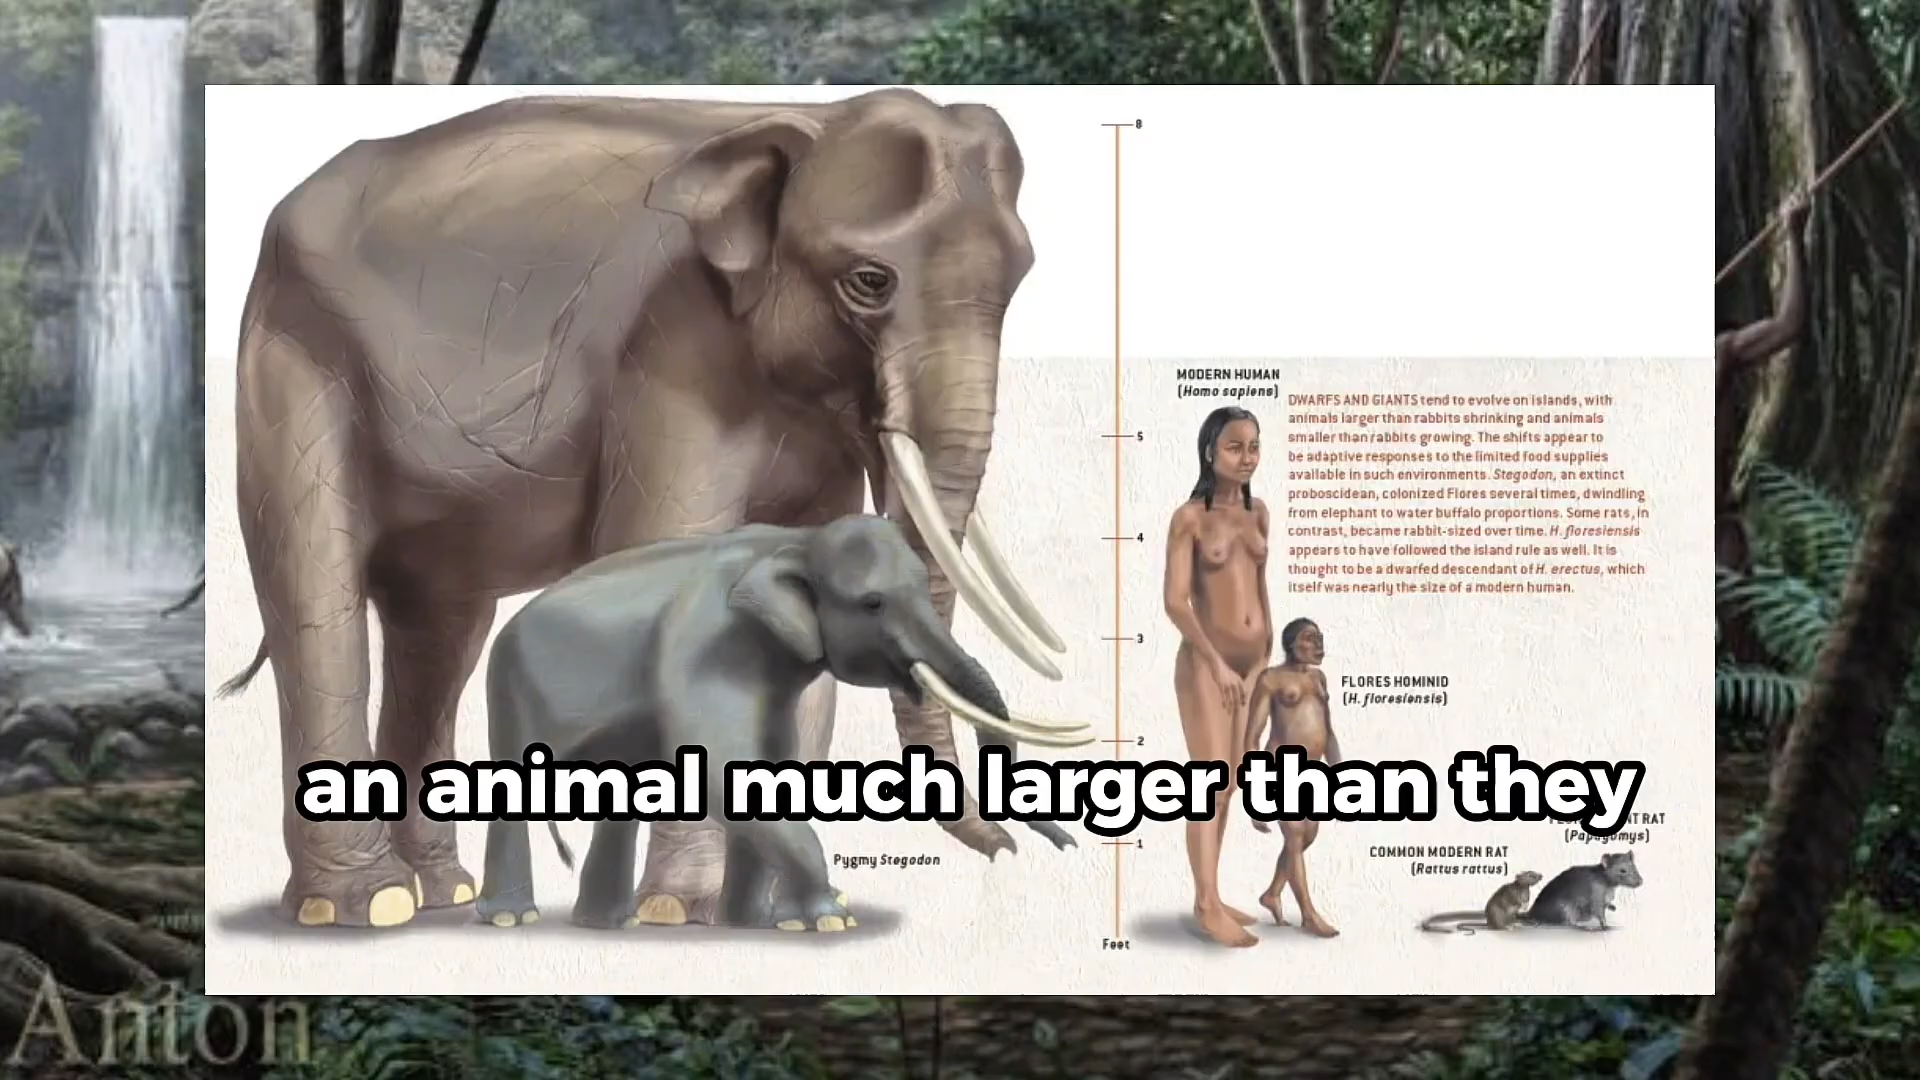 8
MODERN HUMAN
(Homo sapiens)
DWARFS AND GIANTS tend to evolve on islands, with
animals larger than rabbits shrinking and animals
smaller than rabbits growing. The shifts appear to
be adaptive responses to the limited food supplies
available in such environments. Stegodon, an extinct
proboscidean, colonized Flores several times, dwindling
from elephant to water buffalo proportions. Some rats, in
contrast, became rabbit-sized over time. H. floresiensis
appears to have followed the island rule as well. It is
thought to be a dwarfed descendant of H. erectus, which
itself was nearly the size of a modern human.
5
4
3
FLORES HOMINID
(H. floresiensis)
2
an animal much larger than they
RAT
(Papagomys)
1
Pygmy Stegodon
COMMON MODERN RAT
(Rattus rattus)
Feet
Anton